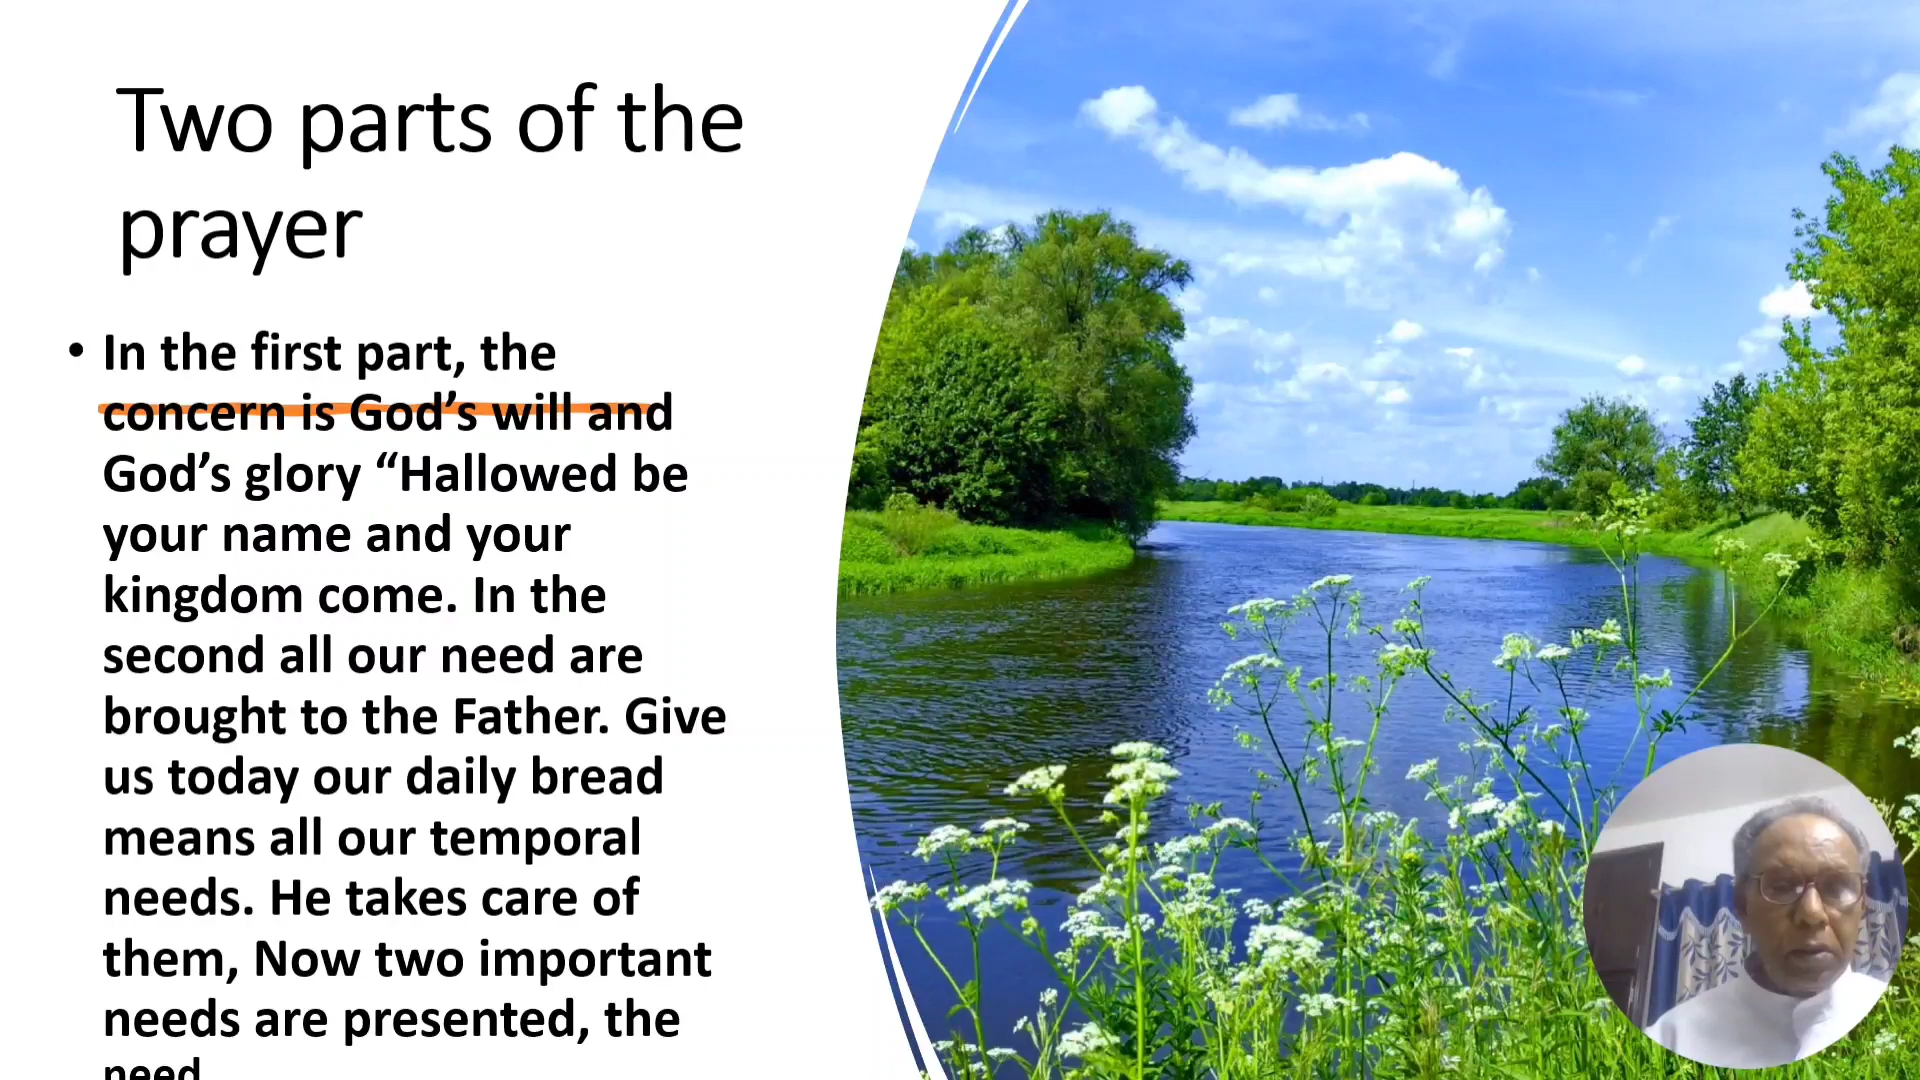 Two parts of the
prayer
• In the first part, the
concern is God’s will and
God’s glory “Hallowed be
your name and your
kingdom come. In the
second all our need are
brought to the Father. Give
us today our daily bread
means all our temporal
needs. He takes care of
them, Now two important
needs are presented, the
need